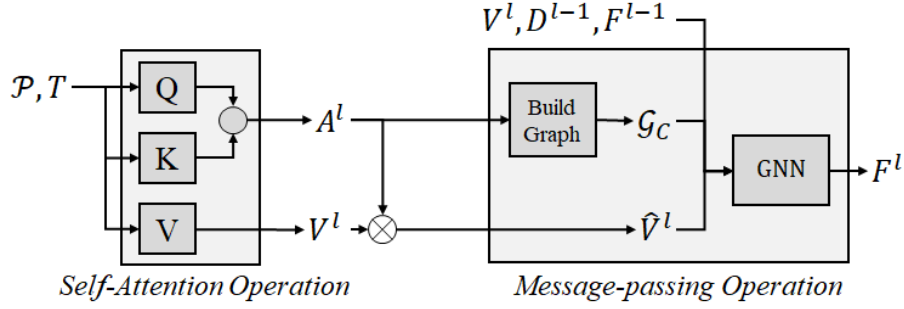 V^l, D^{l-1}, F^{l-1}
𝒫, T
Q
K
V
A^l
V^l
Build
Graph
𝒢_C
V̂^l
GNN
F^l
Self-Attention Operation
Message-passing Operation